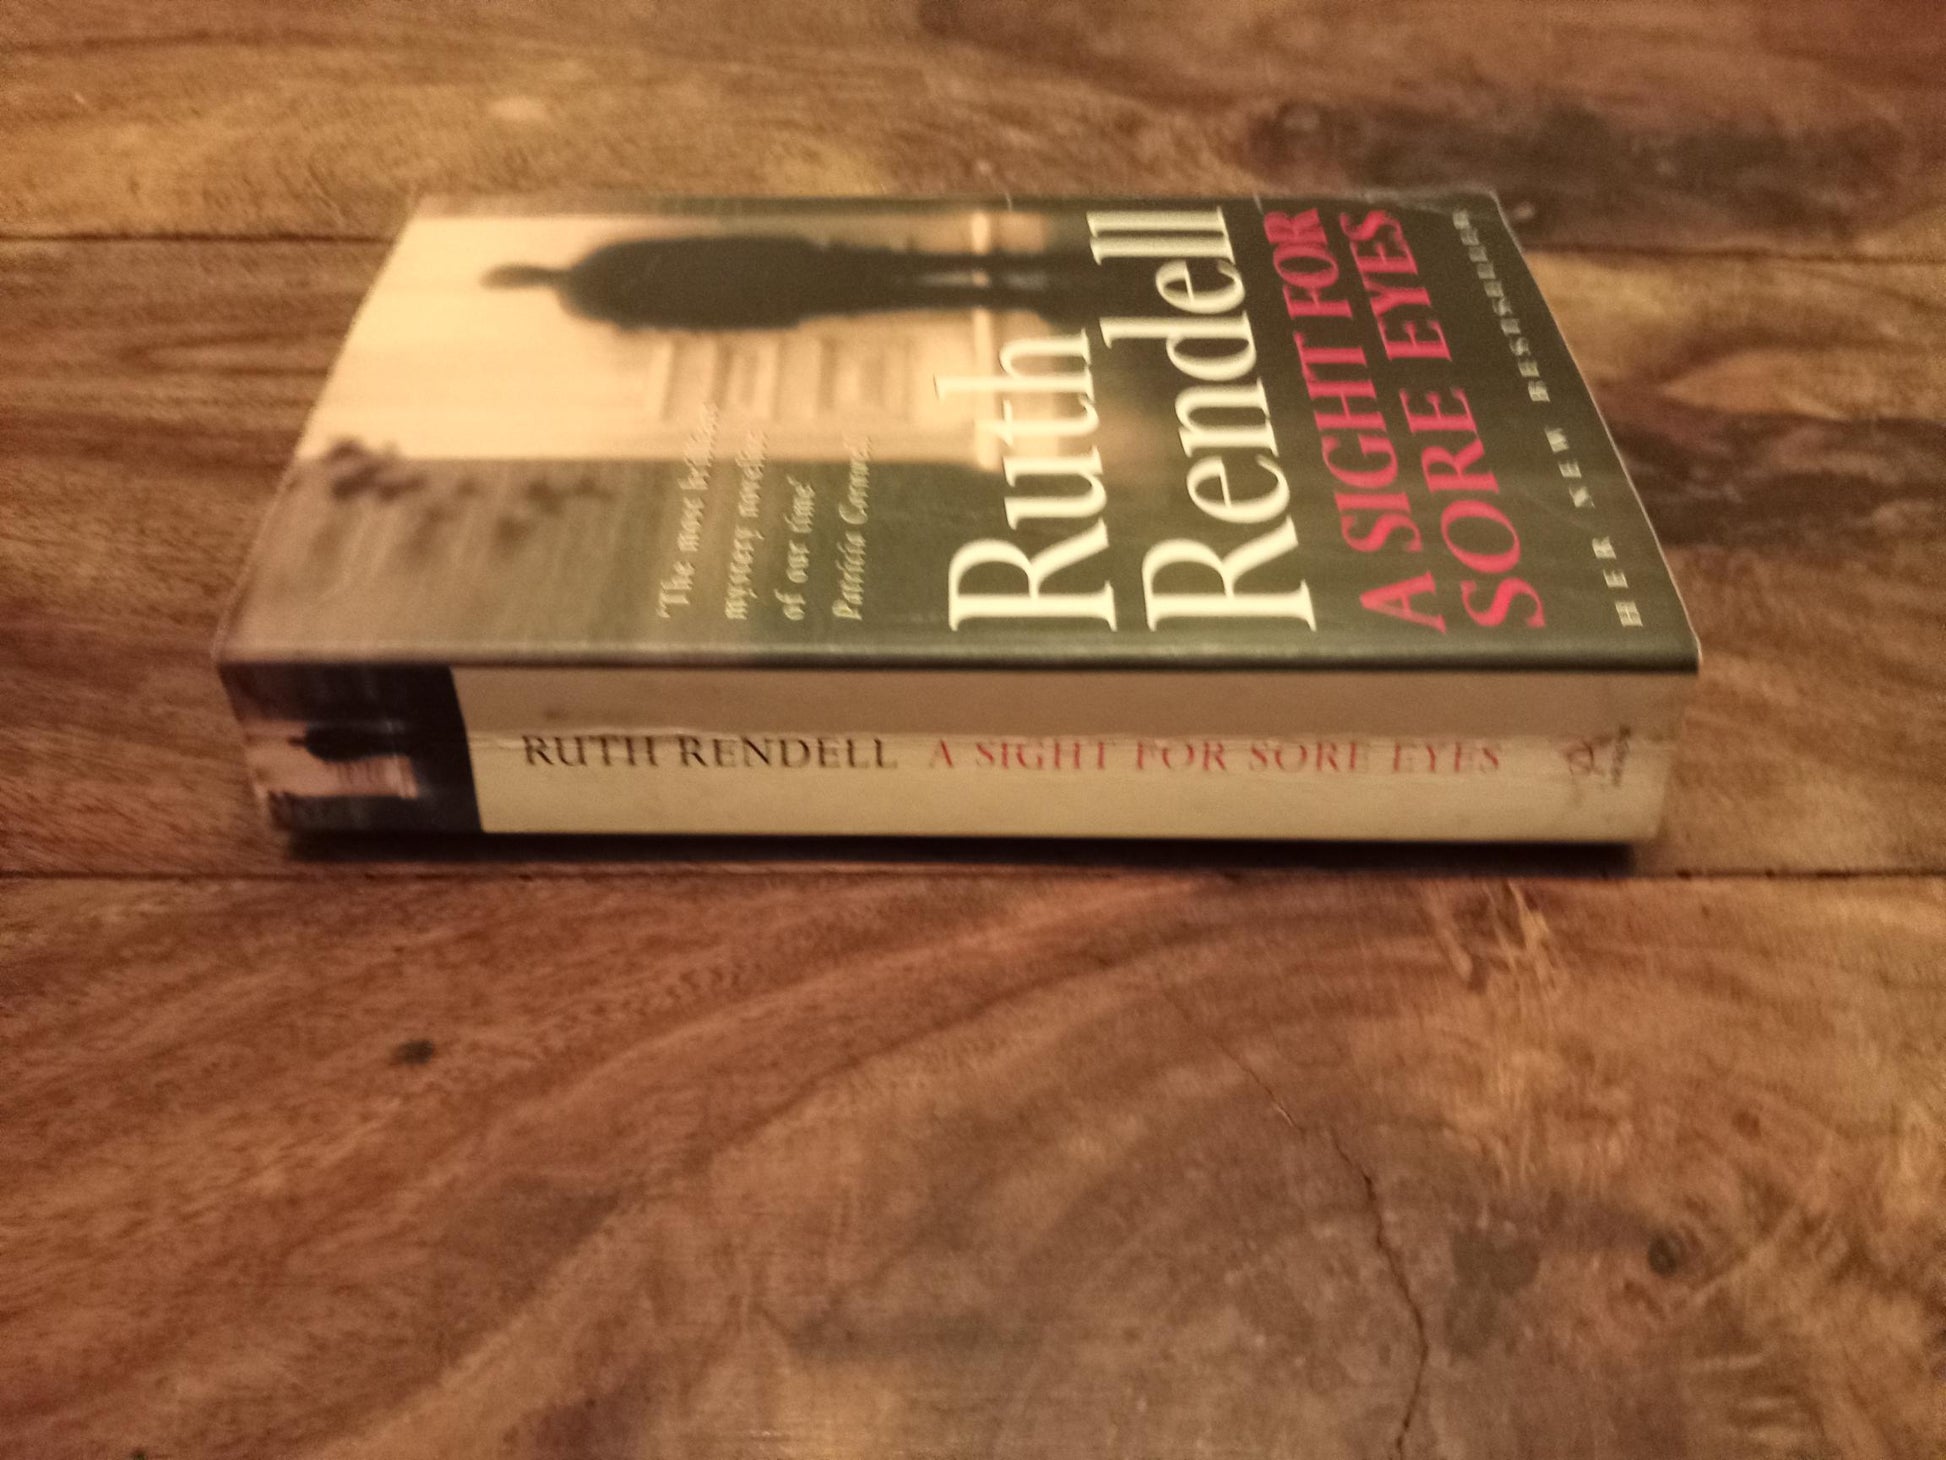 'The most brilliant
mystery novelist
of our time'
Patricia Cornwell
Ruth
Rendell
A SIGHT FOR
SORE EYES
HER NEW BESTSELLER
RUTH RENDELL A SIGHT FOR SORE EYES